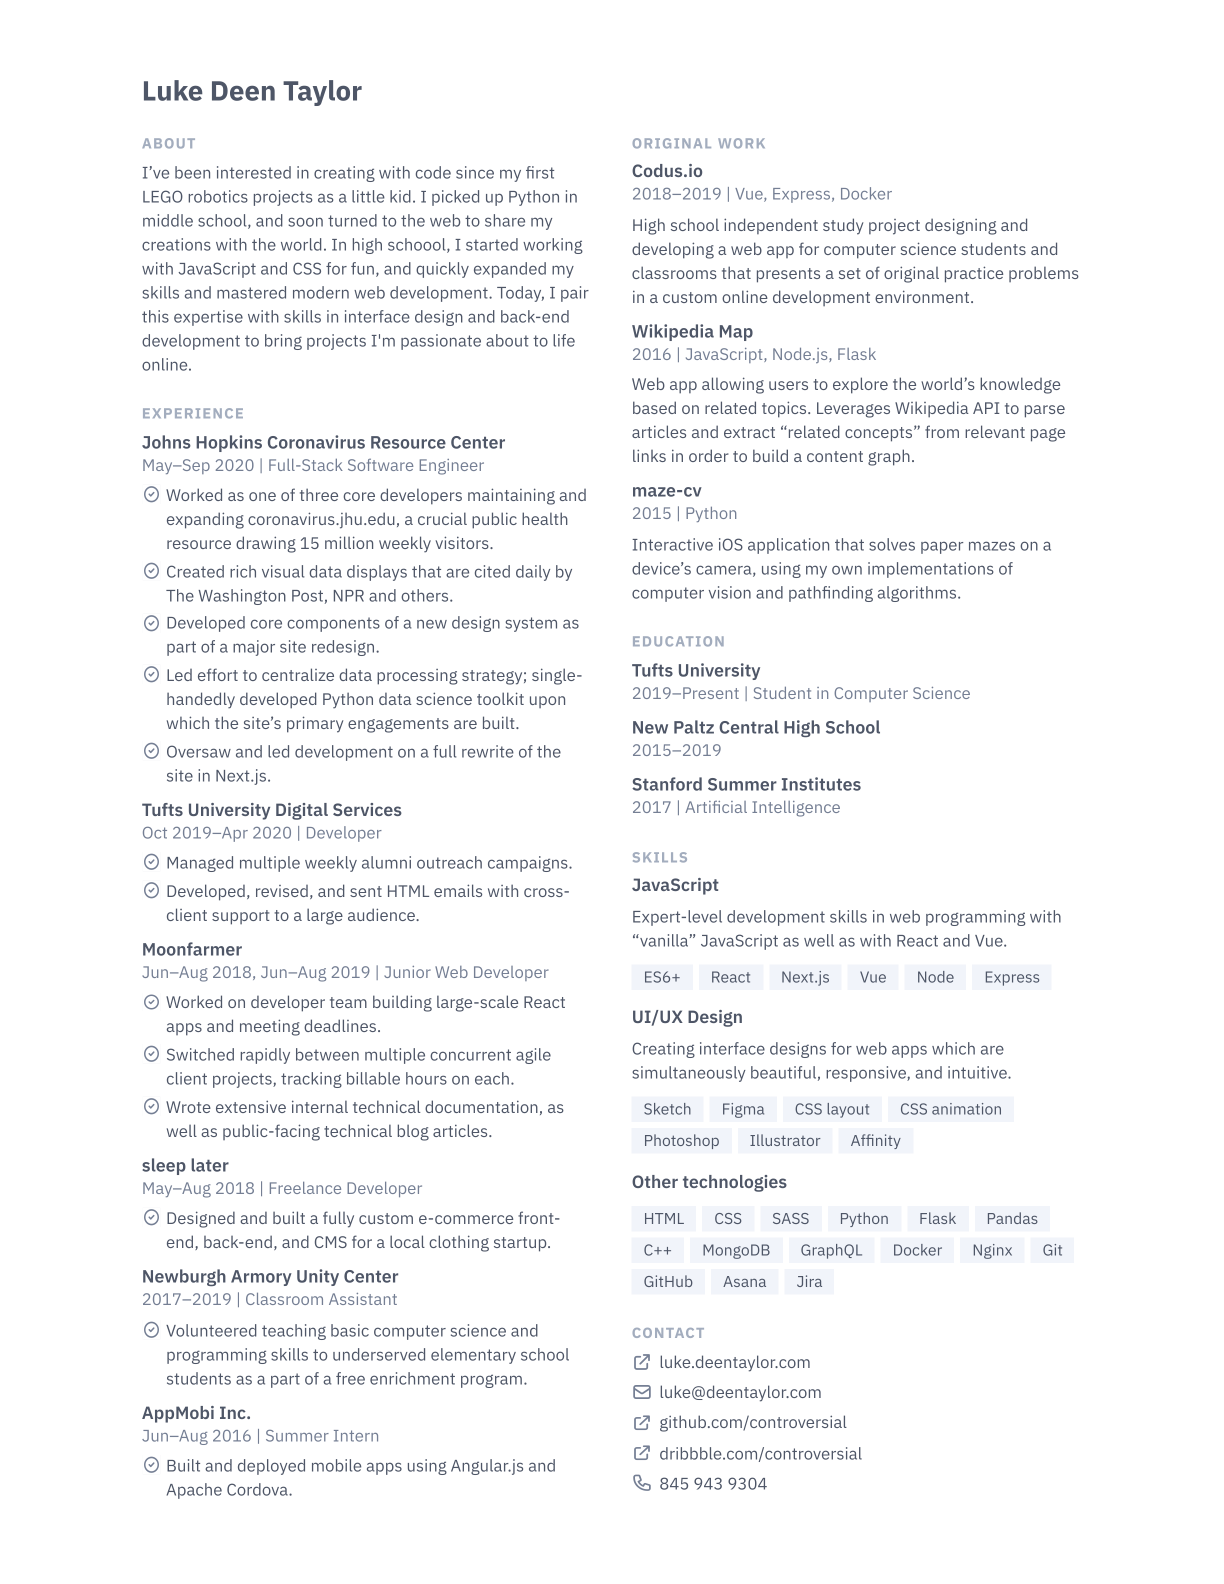 Luke Deen Taylor
ABOUT
I’ve been interested in creating with code since my first
LEGO robotics projects as a little kid. I picked up Python in
middle school, and soon turned to the web to share my
creations with the world. In high schoool, I started working
with JavaScript and CSS for fun, and quickly expanded my
skills and mastered modern web development. Today, I pair
this expertise with skills in interface design and back-end
development to bring projects I'm passionate about to life
online.
EXPERIENCE
Johns Hopkins Coronavirus Resource Center
May–Sep 2020 | Full-Stack Software Engineer
Worked as one of three core developers maintaining and
expanding coronavirus.jhu.edu, a crucial public health
resource drawing 15 million weekly visitors.
Created rich visual data displays that are cited daily by
The Washington Post, NPR and others.
Developed core components of a new design system as
part of a major site redesign.
Led effort to centralize data processing strategy; single-
handedly developed Python data science toolkit upon
which the site’s primary engagements are built.
Oversaw and led development on a full rewrite of the
site in Next.js.
Tufts University Digital Services
Oct 2019–Apr 2020 | Developer
Managed multiple weekly alumni outreach campaigns.
Developed, revised, and sent HTML emails with cross-
client support to a large audience.
Moonfarmer
Jun–Aug 2018, Jun–Aug 2019 | Junior Web Developer
Worked on developer team building large-scale React
apps and meeting deadlines.
Switched rapidly between multiple concurrent agile
client projects, tracking billable hours on each.
Wrote extensive internal technical documentation, as
well as public-facing technical blog articles.
sleep later
May–Aug 2018 | Freelance Developer
Designed and built a fully custom e-commerce front-
end, back-end, and CMS for a local clothing startup.
Newburgh Armory Unity Center
2017–2019 | Classroom Assistant
Volunteered teaching basic computer science and
programming skills to underserved elementary school
students as a part of a free enrichment program.
AppMobi Inc.
Jun–Aug 2016 | Summer Intern
Built and deployed mobile apps using Angular.js and
Apache Cordova.
ORIGINAL WORK
Codus.io
2018–2019 | Vue, Express, Docker
High school independent study project designing and
developing a web app for computer science students and
classrooms that presents a set of original practice problems
in a custom online development environment.
Wikipedia Map
2016 | JavaScript, Node.js, Flask
Web app allowing users to explore the world’s knowledge
based on related topics. Leverages Wikipedia API to parse
articles and extract “related concepts” from relevant page
links in order to build a content graph.
maze-cv
2015 | Python
Interactive iOS application that solves paper mazes on a
device’s camera, using my own implementations of
computer vision and pathfinding algorithms.
EDUCATION
Tufts University
2019–Present | Student in Computer Science
New Paltz Central High School
2015–2019
Stanford Summer Institutes
2017 | Artificial Intelligence
SKILLS
JavaScript
Expert-level development skills in web programming with
“vanilla” JavaScript as well as with React and Vue.
ES6+ React Next.js Vue Node Express
UI/UX Design
Creating interface designs for web apps which are
simultaneously beautiful, responsive, and intuitive.
Sketch Figma CSS layout CSS animation
Photoshop Illustrator Affinity
Other technologies
HTML CSS SASS Python Flask Pandas
C++ MongoDB GraphQL Docker Nginx Git
GitHub Asana Jira
CONTACT
luke.deentaylor.com
luke@deentaylor.com
github.com/controversial
dribbble.com/controversial
845 943 9304